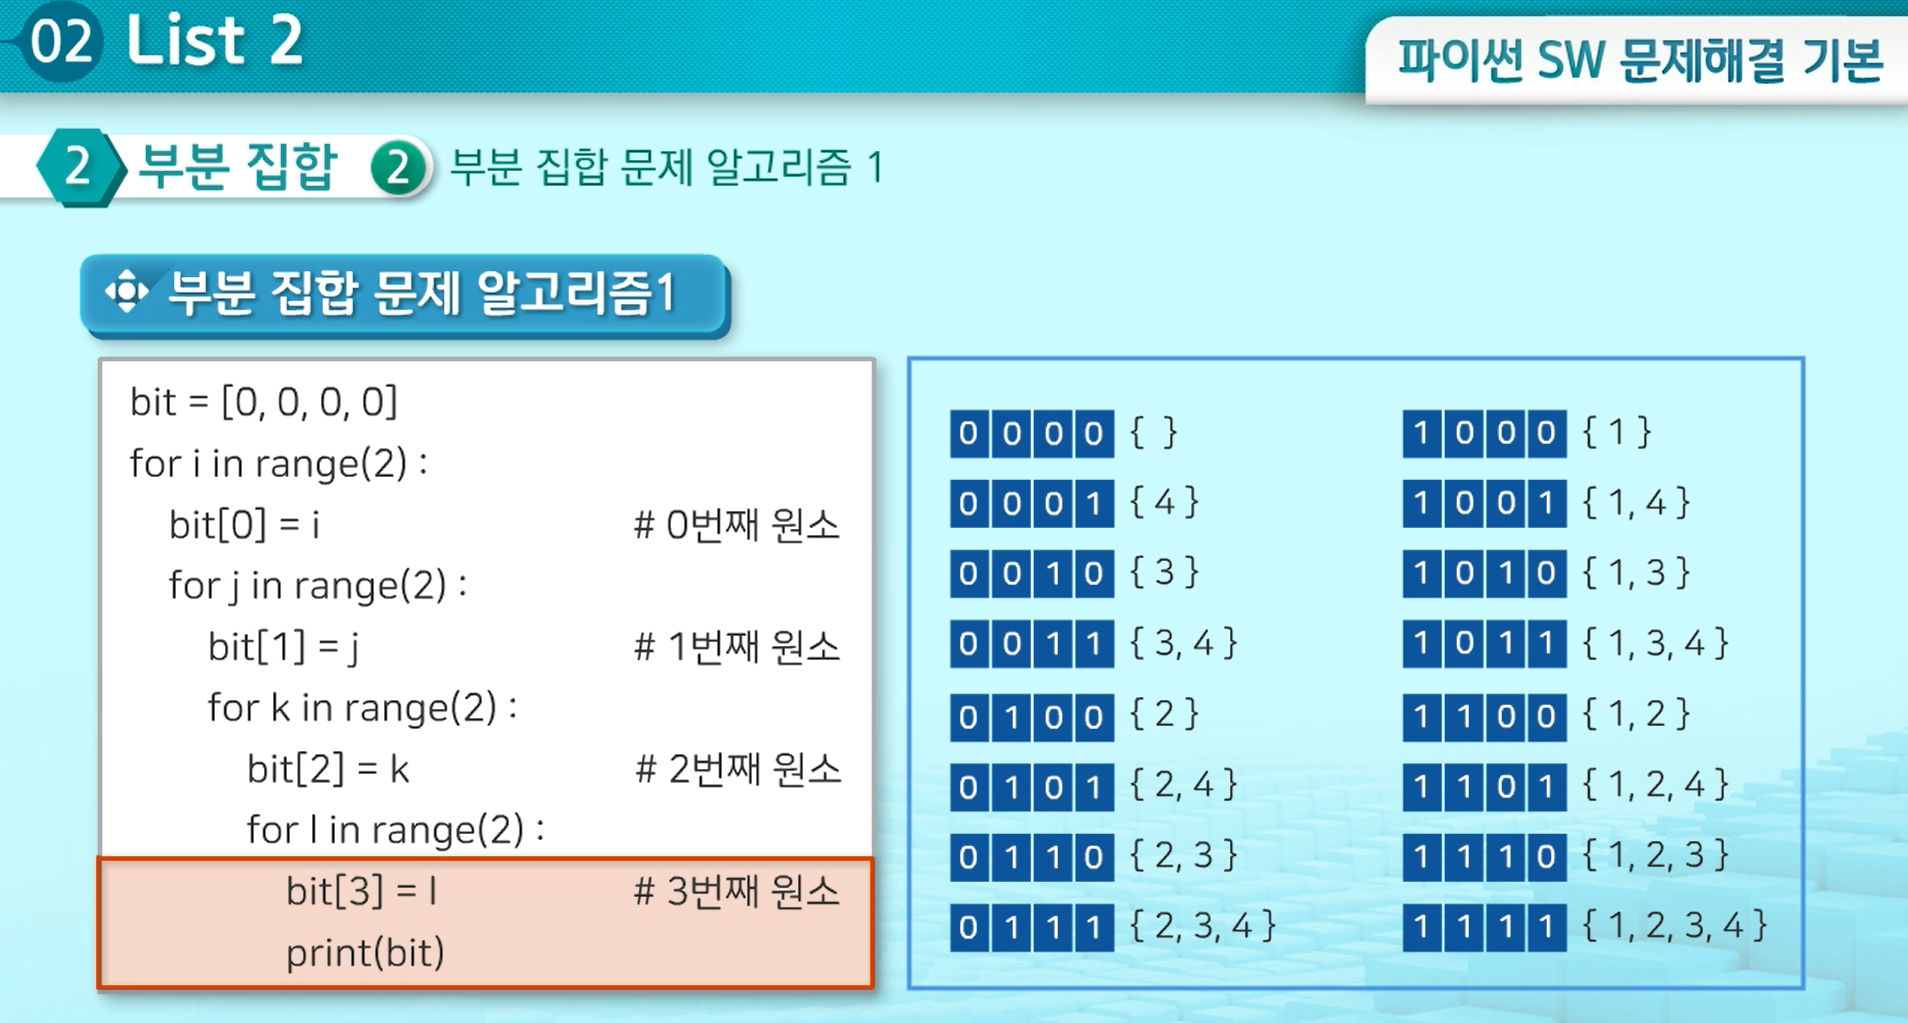 02 List 2
파이썬 SW 문제해결 기본
2 부분 집합 2 부분 집합 문제 알고리즘 1
부분 집합 문제 알고리즘1
bit = [0, 0, 0, 0]
for i in range(2) :
bit[0] = i # 0번째 원소
for j in range(2) :
bit[1] = j # 1번째 원소
for k in range(2) :
bit[2] = k # 2번째 원소
for l in range(2) :
bit[3] = l # 3번째 원소
print(bit)
0 0 0 0 { }
0 0 0 1 { 4 }
0 0 1 0 { 3 }
0 0 1 1 { 3, 4 }
0 1 0 0 { 2 }
0 1 0 1 { 2, 4 }
0 1 1 0 { 2, 3 }
0 1 1 1 { 2, 3, 4 }
1 0 0 0 { 1 }
1 0 0 1 { 1, 4 }
1 0 1 0 { 1, 3 }
1 0 1 1 { 1, 3, 4 }
1 1 0 0 { 1, 2 }
1 1 0 1 { 1, 2, 4 }
1 1 1 0 { 1, 2, 3 }
1 1 1 1 { 1, 2, 3, 4 }